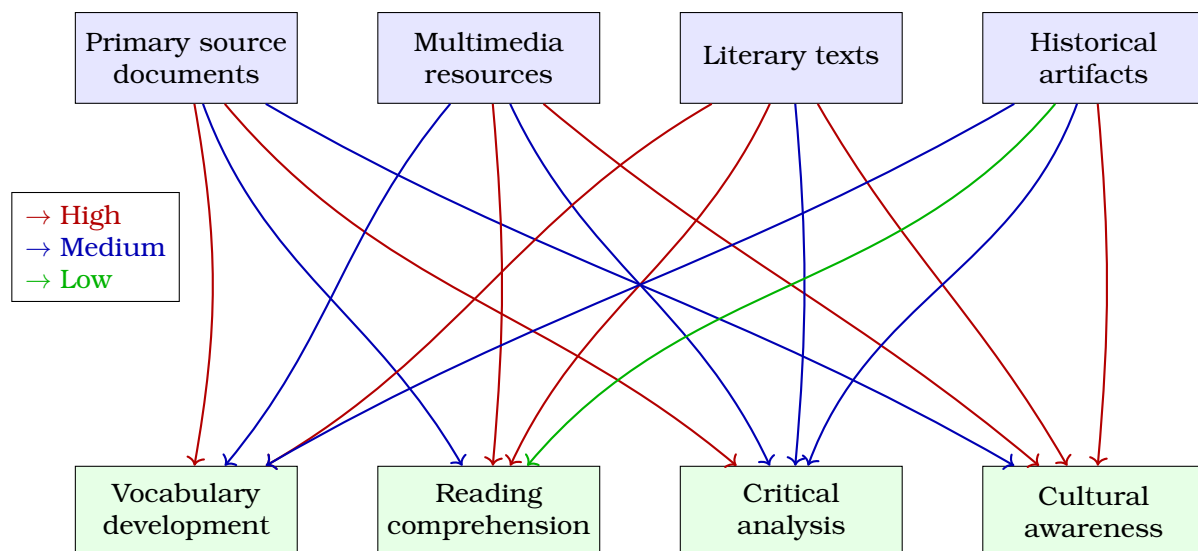 Primary source
documents
Multimedia
resources
Literary texts
Historical
artifacts
→ High
→ Medium
→ Low
Vocabulary
development
Reading
comprehension
Critical
analysis
Cultural
awareness